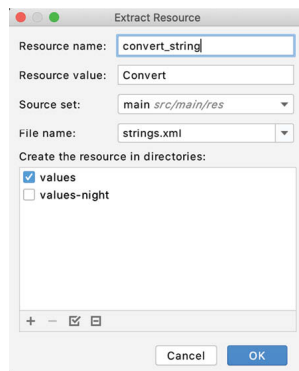 Extract Resource
Resource name: convert_string
Resource value: Convert
Source set: main src/main/res
File name: strings.xml
Create the resource in directories:
values
values-night
Cancel OK